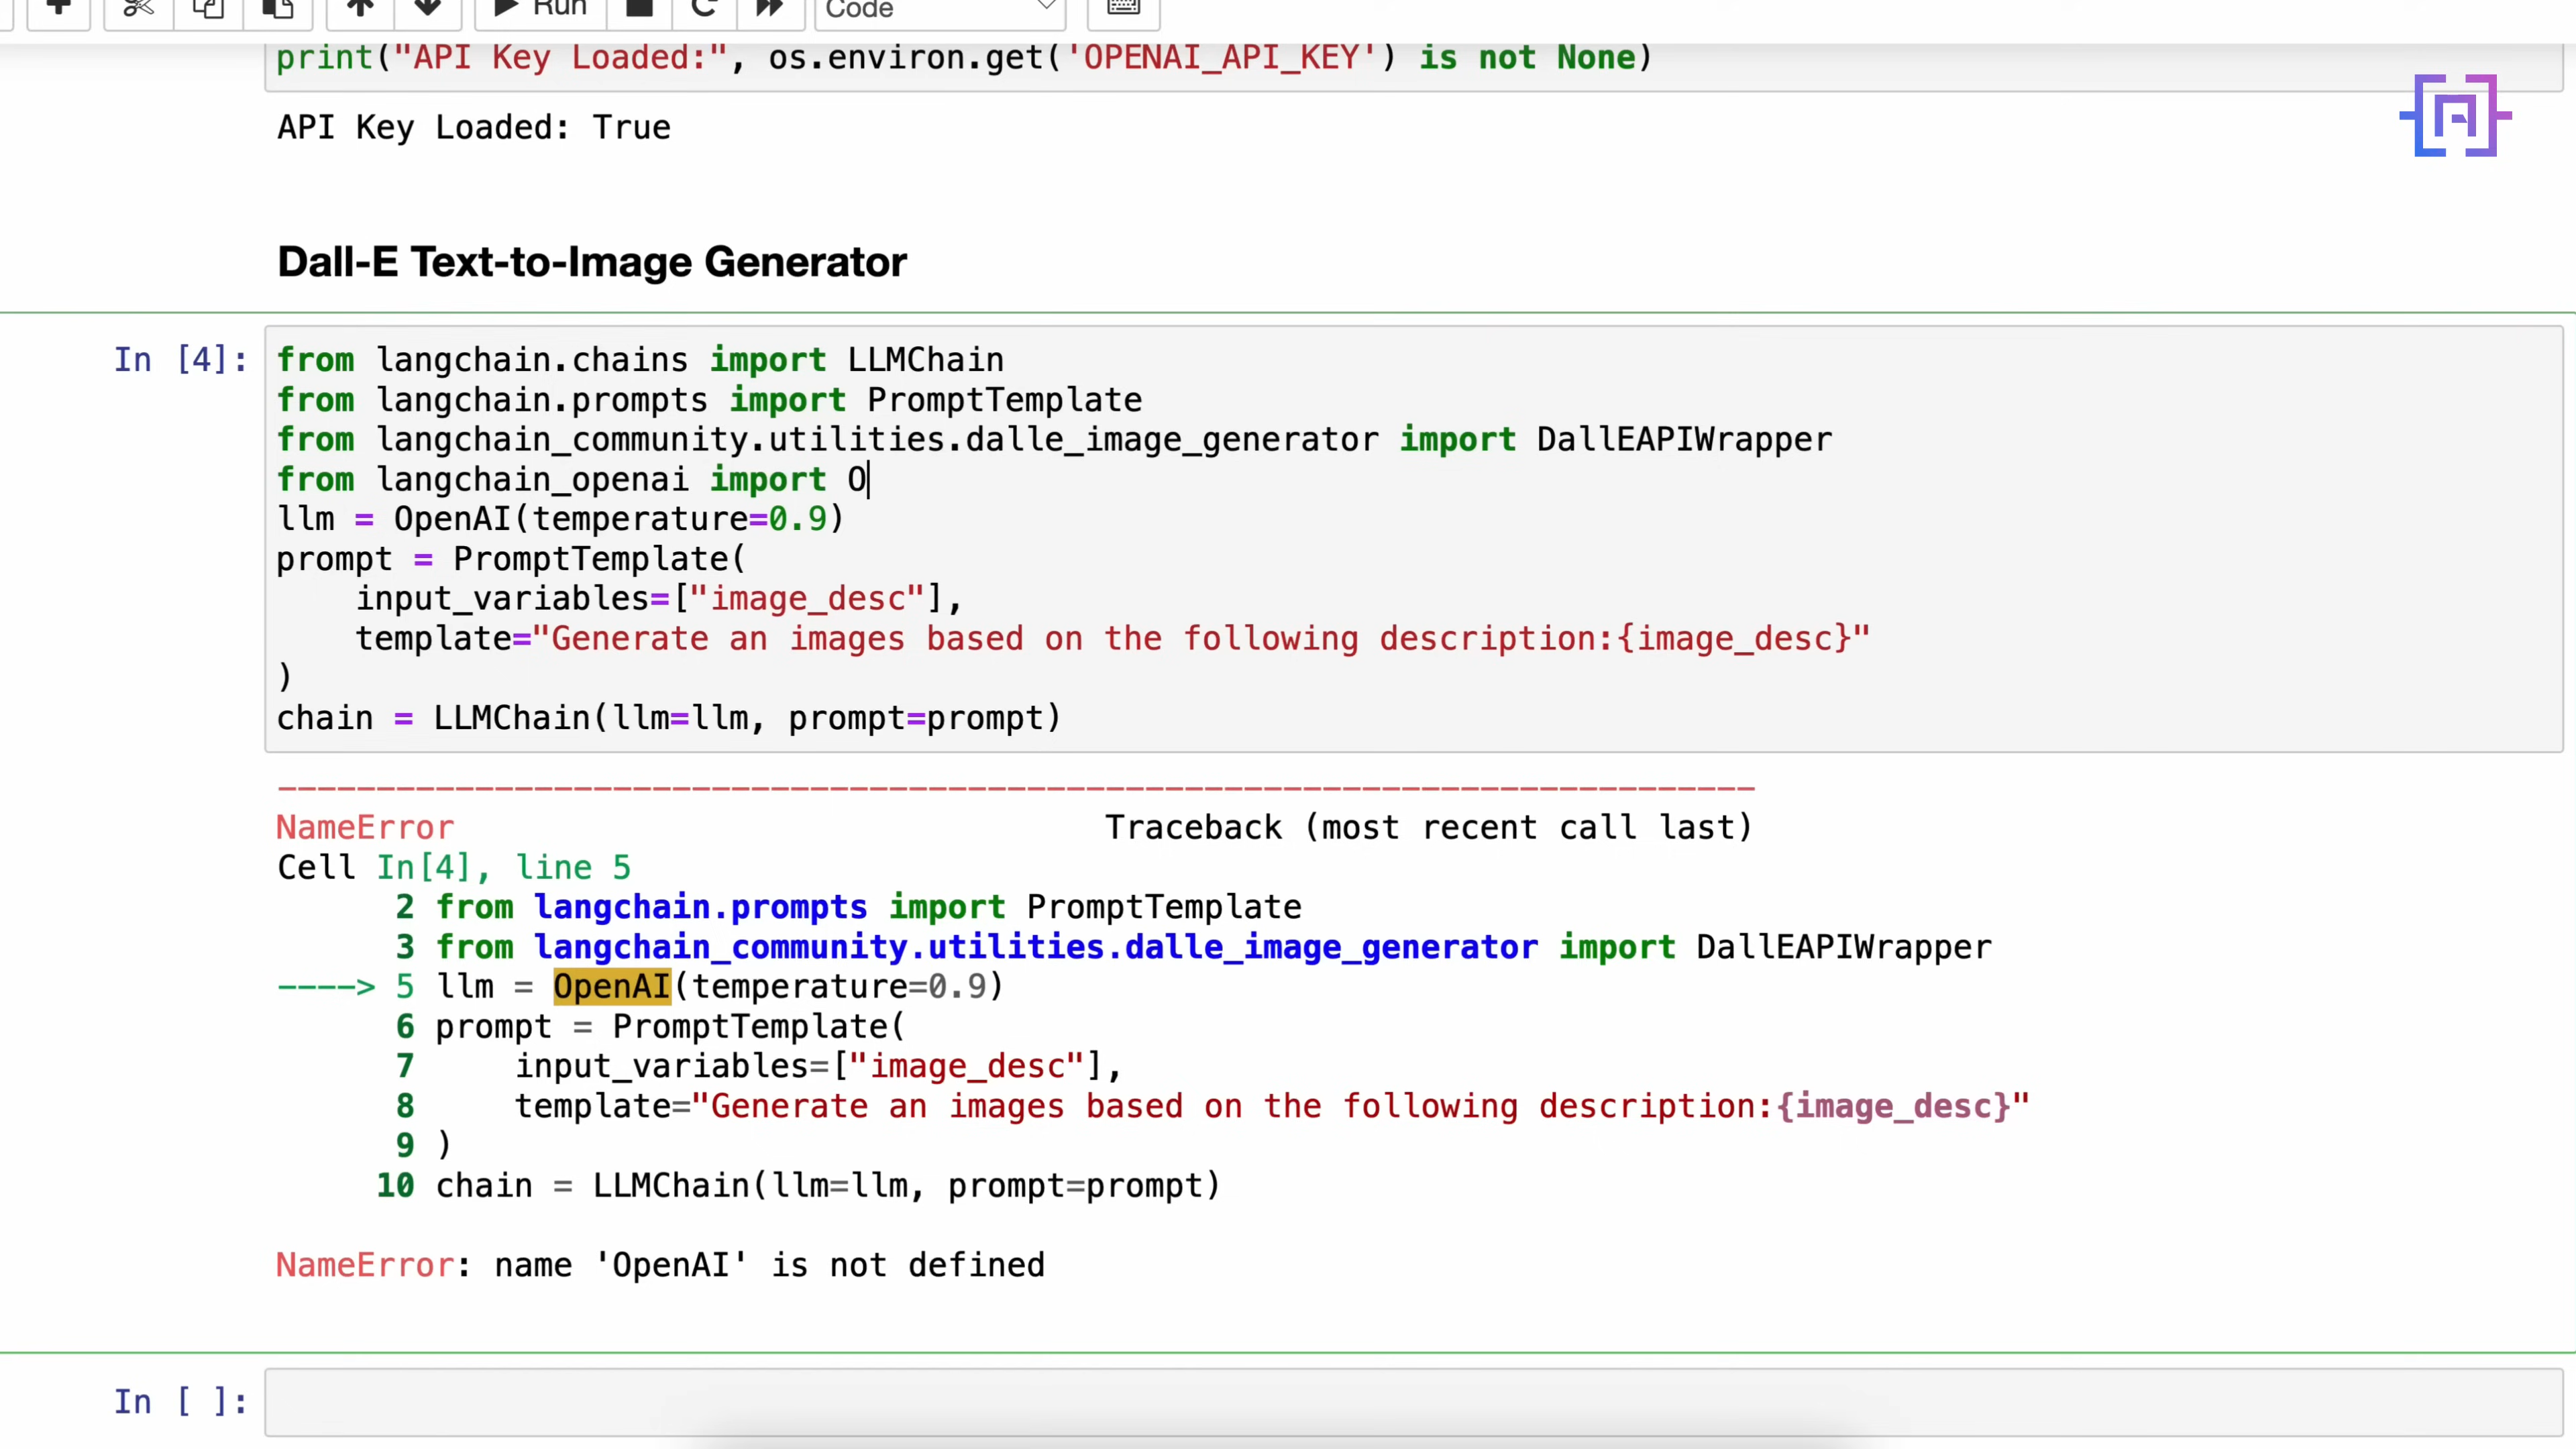 Run
Code
print("API Key Loaded:", os.environ.get('OPENAI_API_KEY') is not None)
API Key Loaded: True
Dall-E Text-to-Image Generator
In [4]:
from langchain.chains import LLMChain
from langchain.prompts import PromptTemplate
from langchain_community.utilities.dalle_image_generator import DallEAPIWrapper
from langchain_openai import O
llm = OpenAI(temperature=0.9)
prompt = PromptTemplate(
    input_variables=["image_desc"],
    template="Generate an images based on the following description:{image_desc}"
)
chain = LLMChain(llm=llm, prompt=prompt)
---------------------------------------------------------------------------
NameError                                 Traceback (most recent call last)
Cell In[4], line 5
      2 from langchain.prompts import PromptTemplate
      3 from langchain_community.utilities.dalle_image_generator import DallEAPIWrapper
----> 5 llm = OpenAI(temperature=0.9)
      6 prompt = PromptTemplate(
      7     input_variables=["image_desc"],
      8     template="Generate an images based on the following description:{image_desc}"
      9 )
     10 chain = LLMChain(llm=llm, prompt=prompt)
NameError: name 'OpenAI' is not defined
In [ ]: